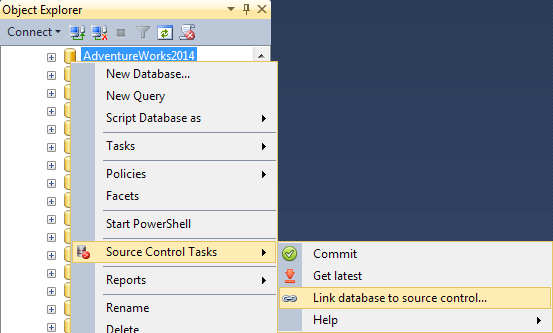 Object Explorer
Connect
AdventureWorks2014
New Database...
New Query
Script Database as
Tasks
Policies
Facets
Start PowerShell
Source Control Tasks
Commit
Get latest
Link database to source control...
Help
Reports
Rename
Delete